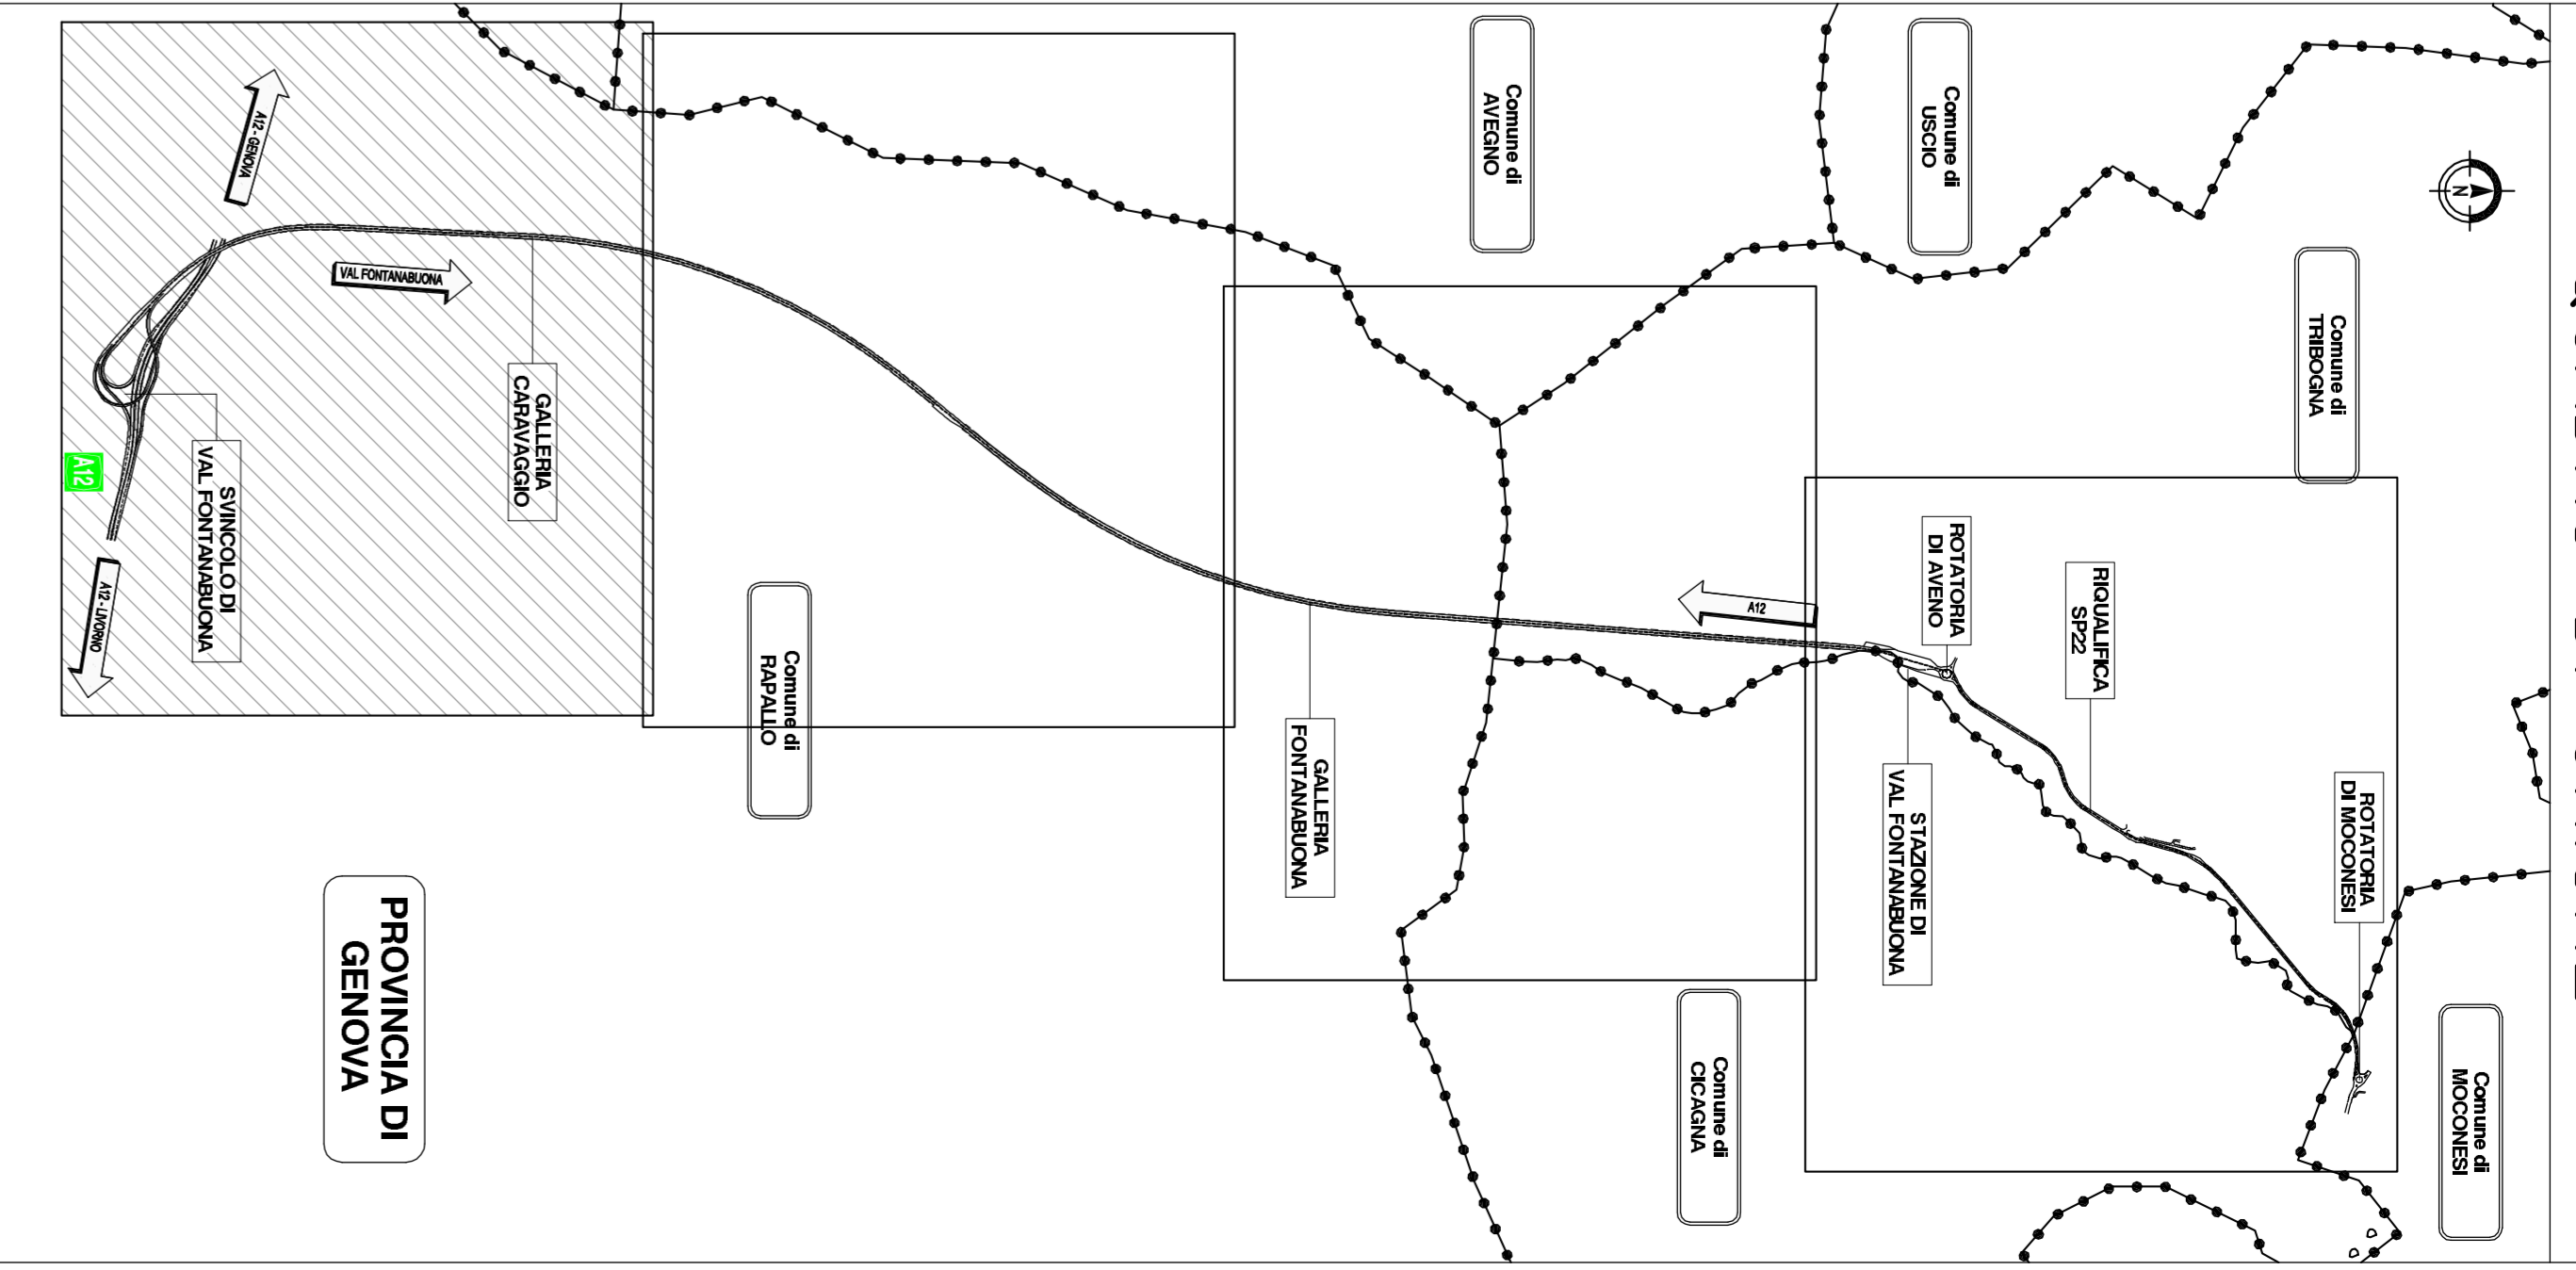 Comune di
MOCONESI
ROTATORIA
DI MOCONESI
Comune di
TRIBOGNA
N
RIQUALIFICA
SP22
ROTATORIA
DI AVENO
Comune di
USCIO
STAZIONE DI
VAL FONTANABUONA
A12
Comune di
CICAGNA
Comune di
AVEGNO
GALLERIA
FONTANABUONA
Comune di
RAPALLO
GALLERIA
CARAVAGGIO
VAL FONTANABUONA
PROVINCIA DI
GENOVA
A12 - GENOVA
SVINCOLO DI
VAL FONTANABUONA
A12 - LIVORNO
A12